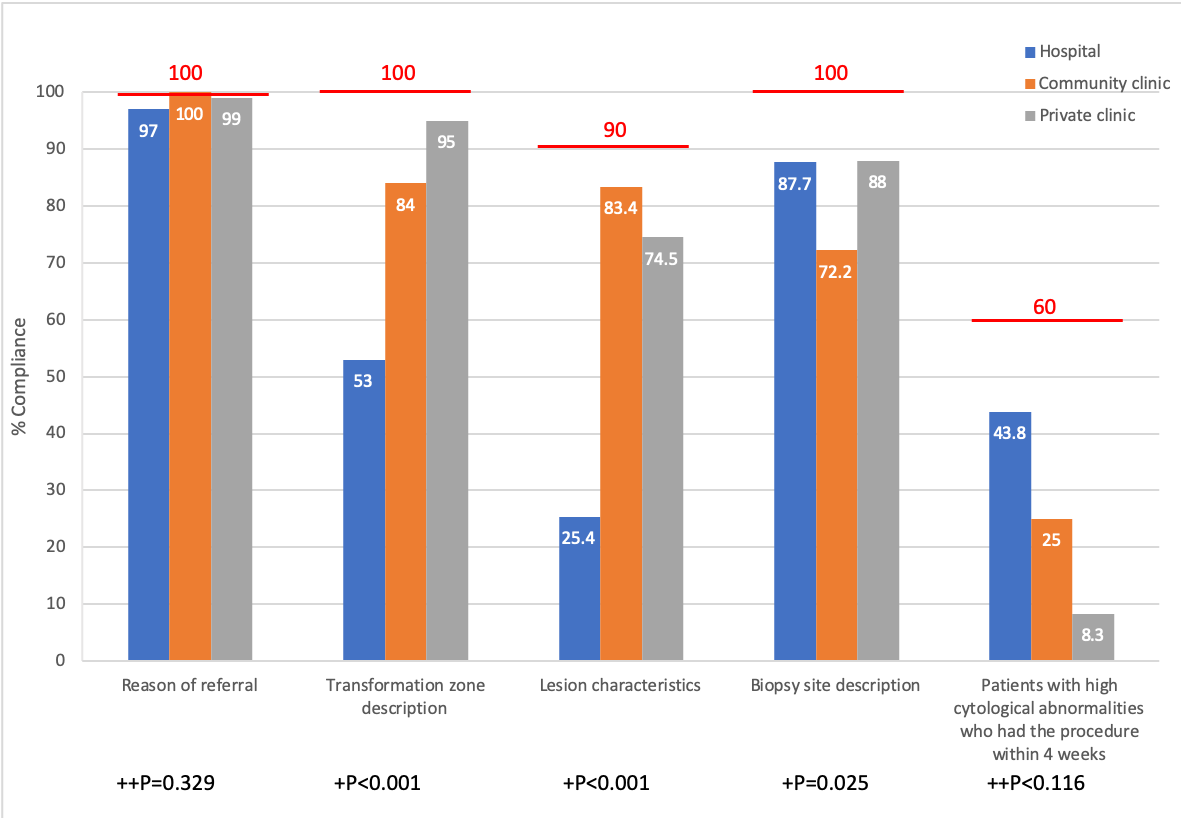 100
100
100
90
60
Hospital
Community clinic
Private clinic
% Compliance
100
90
80
70
60
50
40
30
20
10
0
97
100
99
53
84
95
25.4
83.4
74.5
87.7
72.2
88
43.8
25
8.3
Reason of referral
Transformation zone
description
Lesion characteristics
Biopsy site description
Patients with high
cytological abnormalities
who had the procedure
within 4 weeks
++P=0.329
+P<0.001
+P<0.001
+P=0.025
++P<0.116